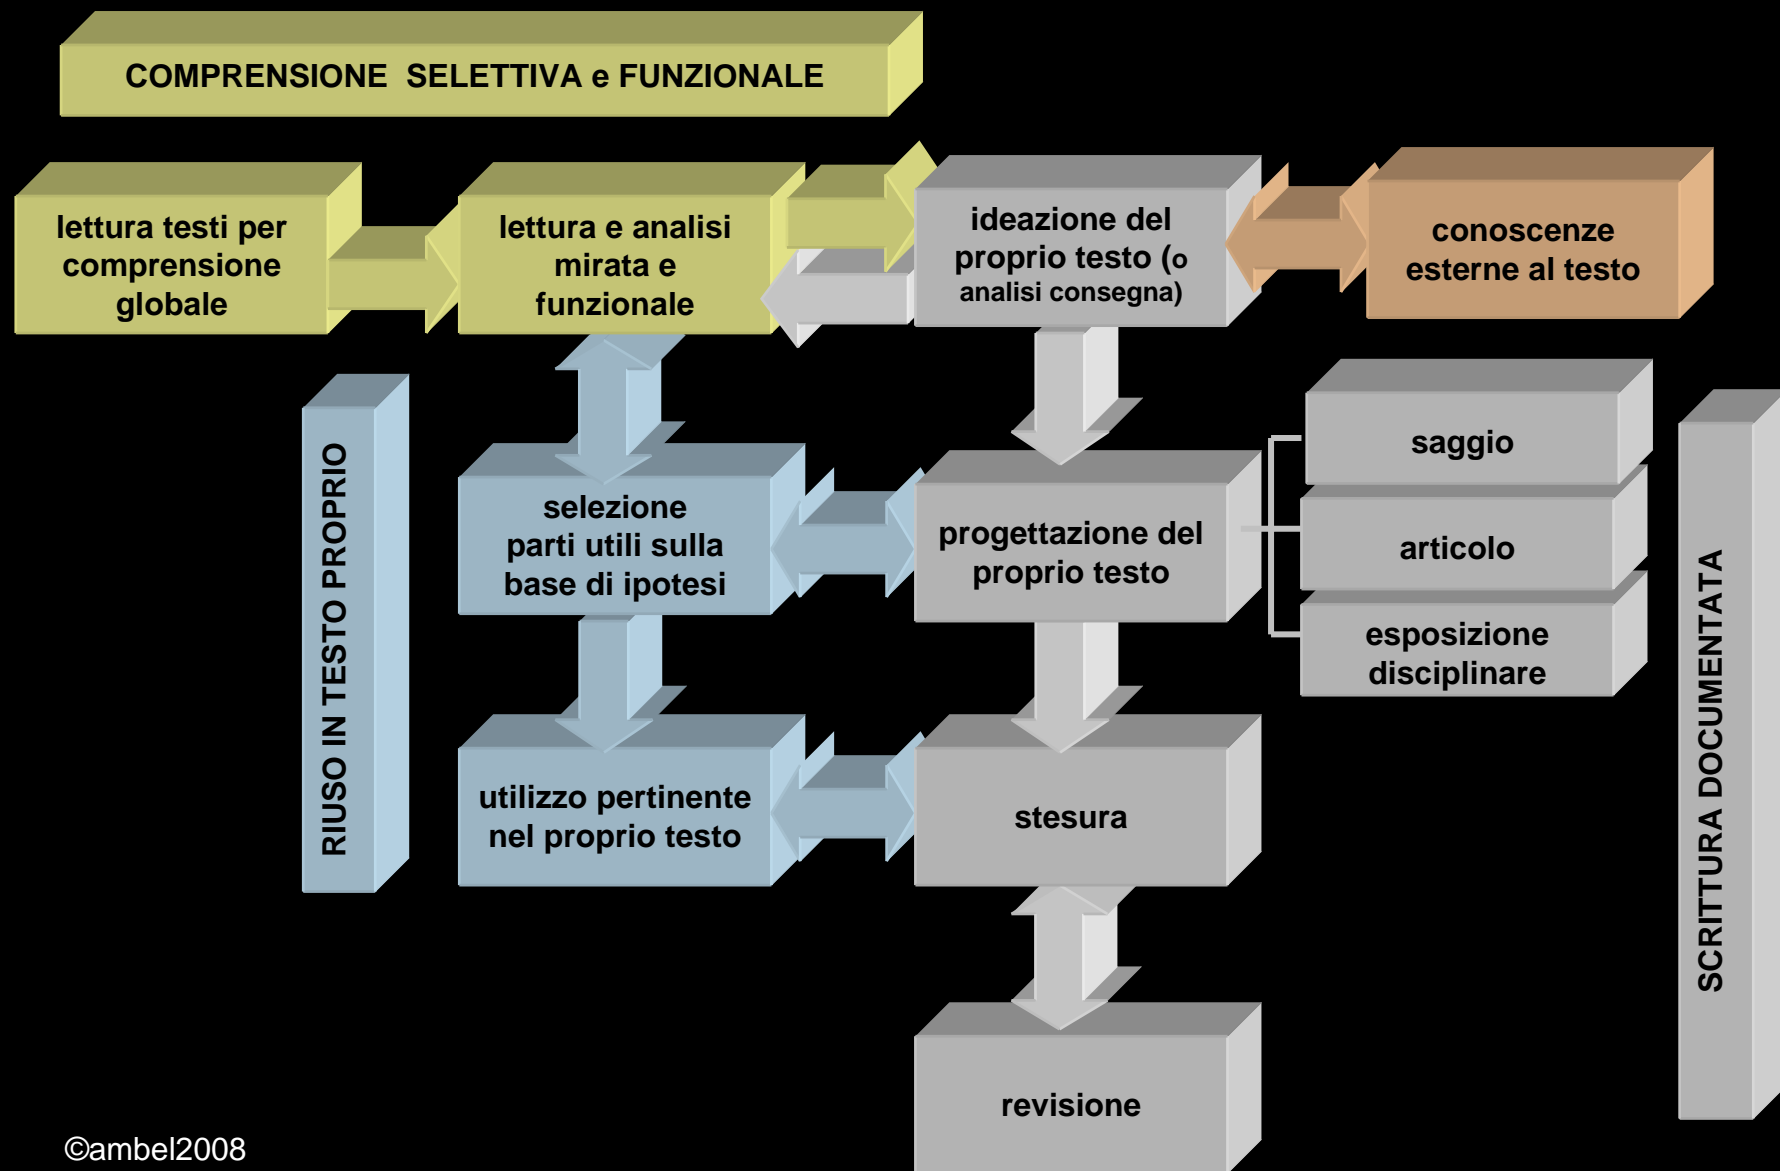 COMPRENSIONE SELETTIVA e FUNZIONALE
lettura testi per
comprensione
globale
lettura e analisi
mirata e
funzionale
ideazione del
proprio testo (o
analisi consegna)
conoscenze
esterne al testo
RIUSO IN TESTO PROPRIO
selezione
parti utili sulla
base di ipotesi
progettazione del
proprio testo
saggio
articolo
esposizione
disciplinare
SCRITTURA DOCUMENTATA
utilizzo pertinente
nel proprio testo
stesura
revisione
©ambel2008